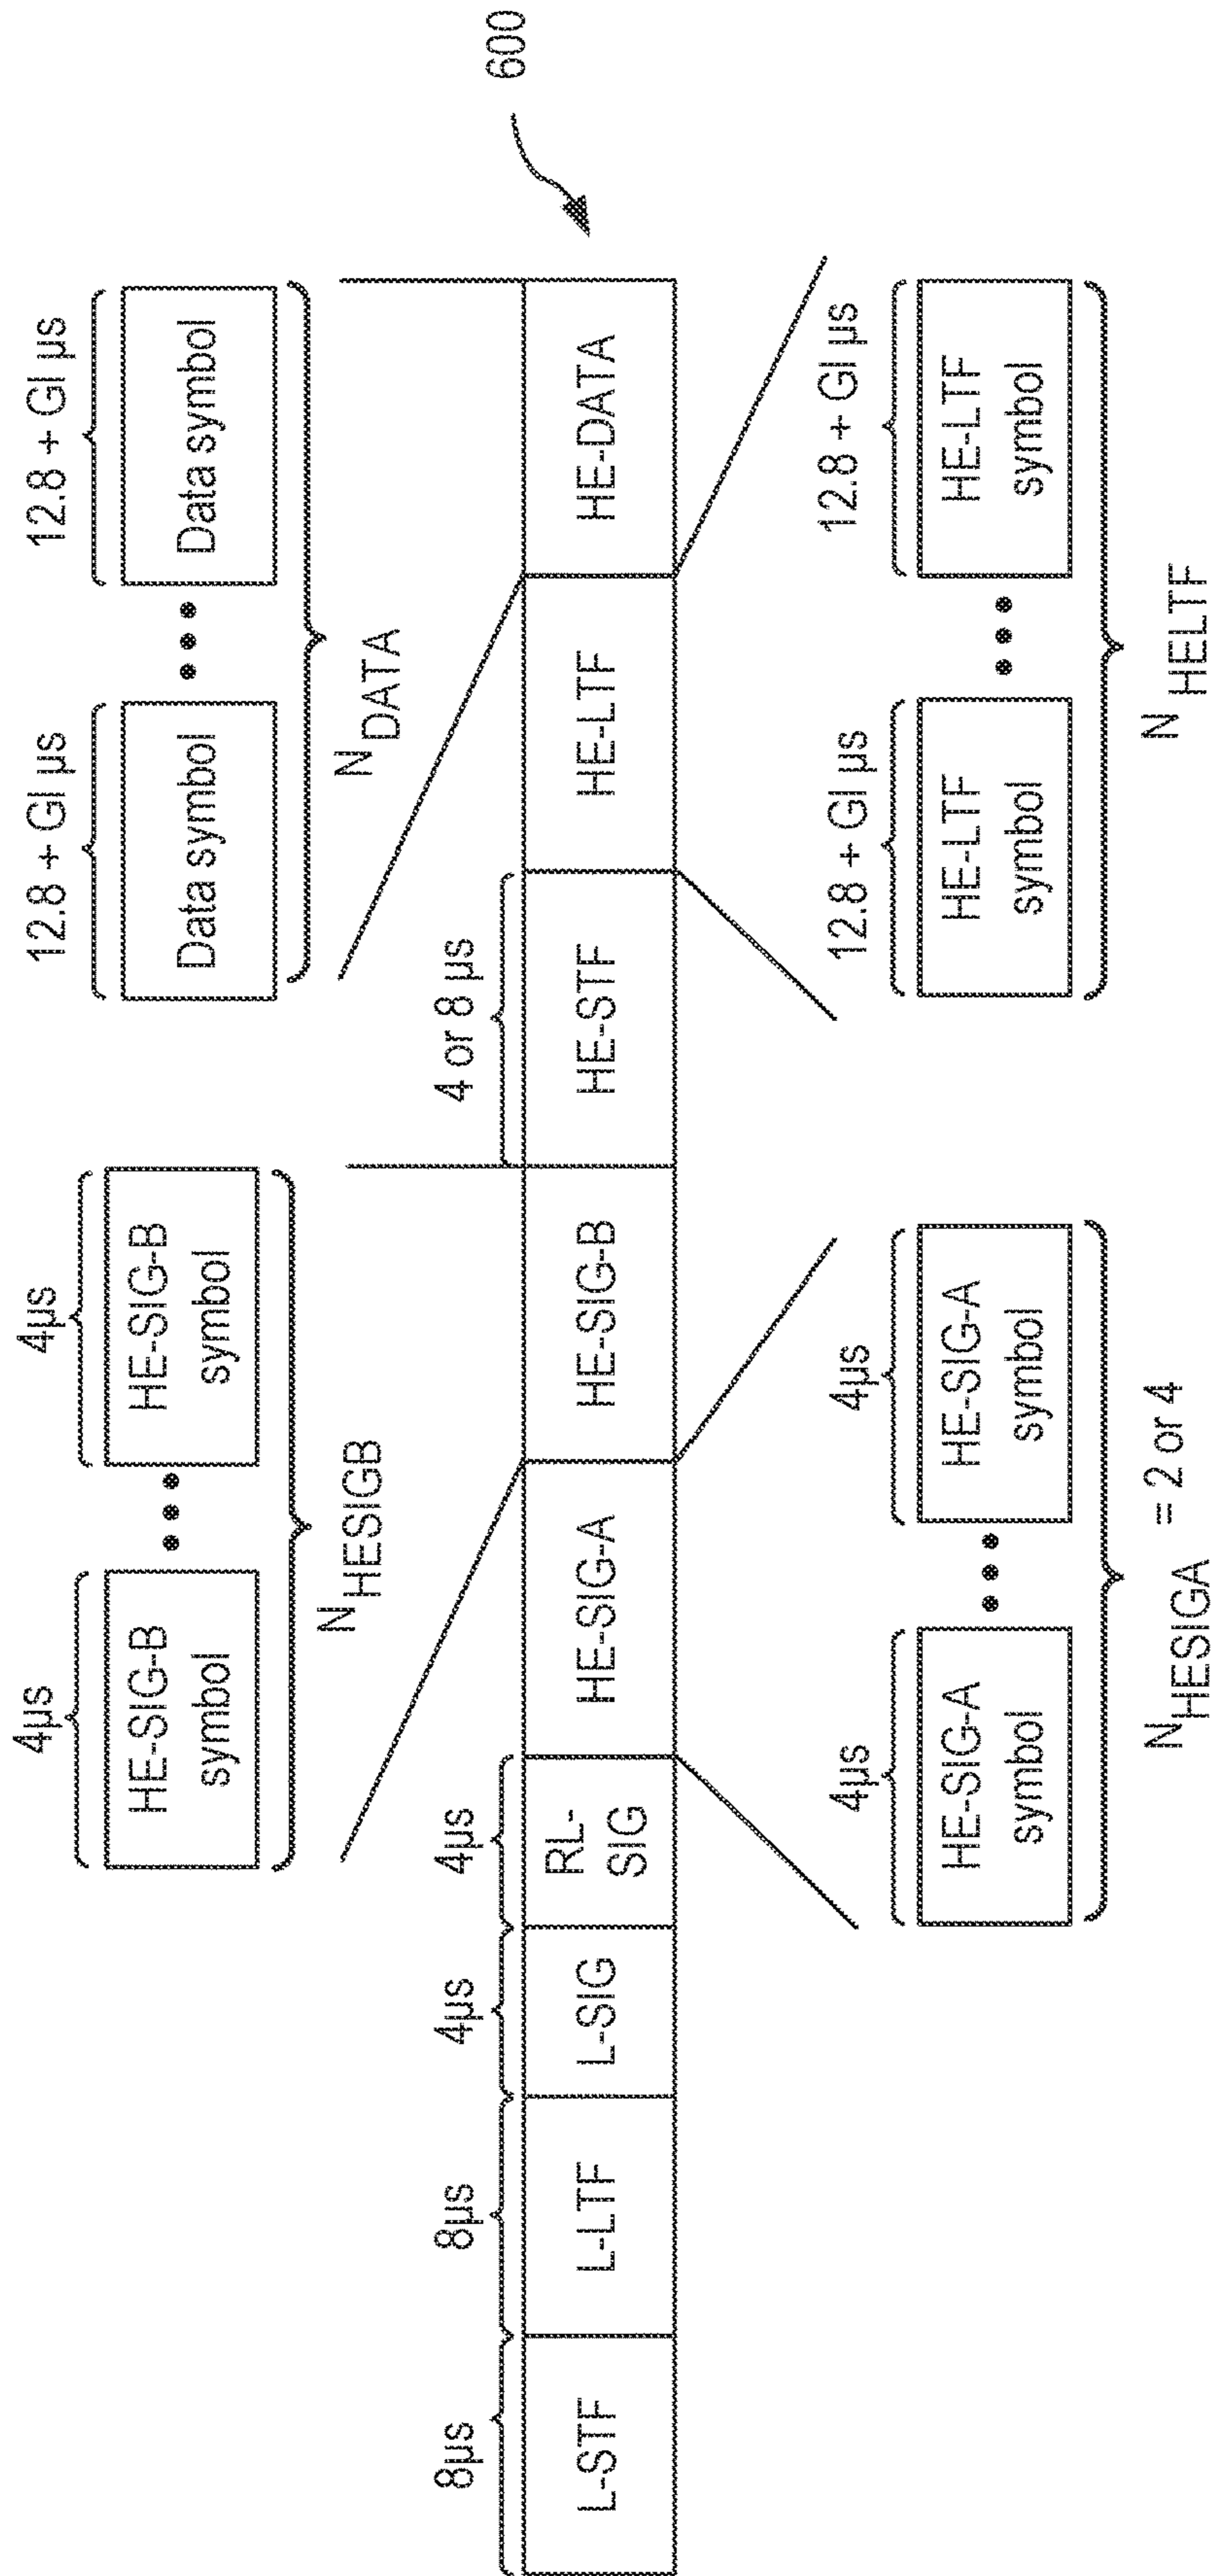 4µs
4µs
HE-SIG-B
symbol
HE-SIG-B
symbol
N HESIGB
12.8 + GI µs
12.8 + GI µs
Data symbol
Data symbol
N DATA
600
8µs
8µs
4µs
4µs
4 or 8 µs
L-STF
L-LTF
L-SIG
RL-
SIG
HE-SIG-A
HE-SIG-B
HE-STF
HE-LTF
HE-DATA
4µs
4µs
HE-SIG-A
symbol
HE-SIG-A
symbol
N HESIGA = 2 or 4
12.8 + GI µs
12.8 + GI µs
HE-LTF
symbol
HE-LTF
symbol
N HELTF